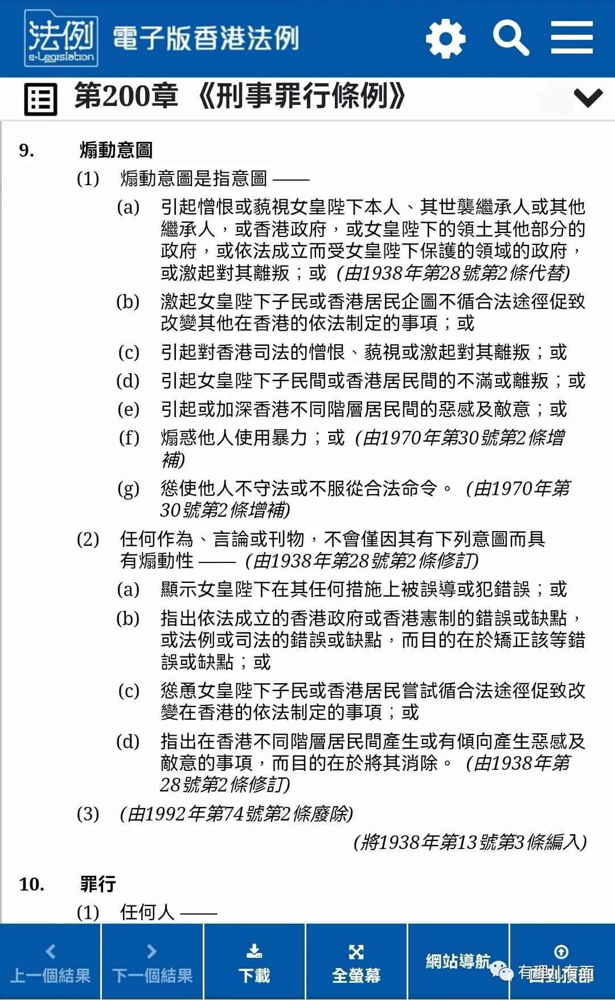 法例
e-Legislation
電子版香港法例
第200章 《刑事罪行條例》
9. 煽動意圖
(1) 煽動意圖是指意圖 ——
(a) 引起憎恨或藐視女皇陛下本人、其世襲繼承人或其他
繼承人，或香港政府，或女皇陛下的領土其他部分的
政府，或依法成立而受女皇陛下保護的領域的政府，
或激起對其離叛；或 (由1938年第28號第2條代替)
(b) 激起女皇陛下子民或香港居民企圖不循合法途徑促致
改變其他在香港的依法制定的事項；或
(c) 引起對香港司法的憎恨、藐視或激起對其離叛；或
(d) 引起女皇陛下子民間或香港居民間的不滿或離叛；或
(e) 引起或加深香港不同階層居民間的惡感及敵意；或
(f) 煽惑他人使用暴力；或 (由1970年第30號第2條增
補)
(g) 慫使他人不守法或不服從合法命令。 (由1970年第
30號第2條增補)
(2) 任何作為、言論或刊物，不會僅因其有下列意圖而具
有煽動性 —— (由1938年第28號第2條修訂)
(a) 顯示女皇陛下在其任何措施上被誤導或犯錯誤；或
(b) 指出依法成立的香港政府或香港憲制的錯誤或缺點，
或法例或司法的錯誤或缺點，而目的在於矯正該等錯
誤或缺點；或
(c) 慫恿女皇陛下子民或香港居民嘗試循合法途徑促致改
變在香港的依法制定的事項；或
(d) 指出在香港不同階層居民間產生或有傾向產生惡感及
敵意的事項，而目的在於將其消除。 (由1938年第
28號第2條修訂)
(3) (由1992年第74號第2條廢除)
(將1938年第13號第3條編入)
10. 罪行
(1) 任何人 ——
上一個結果
下一個結果
下載
全螢幕
網站導航
回到頂部
有理儿有面